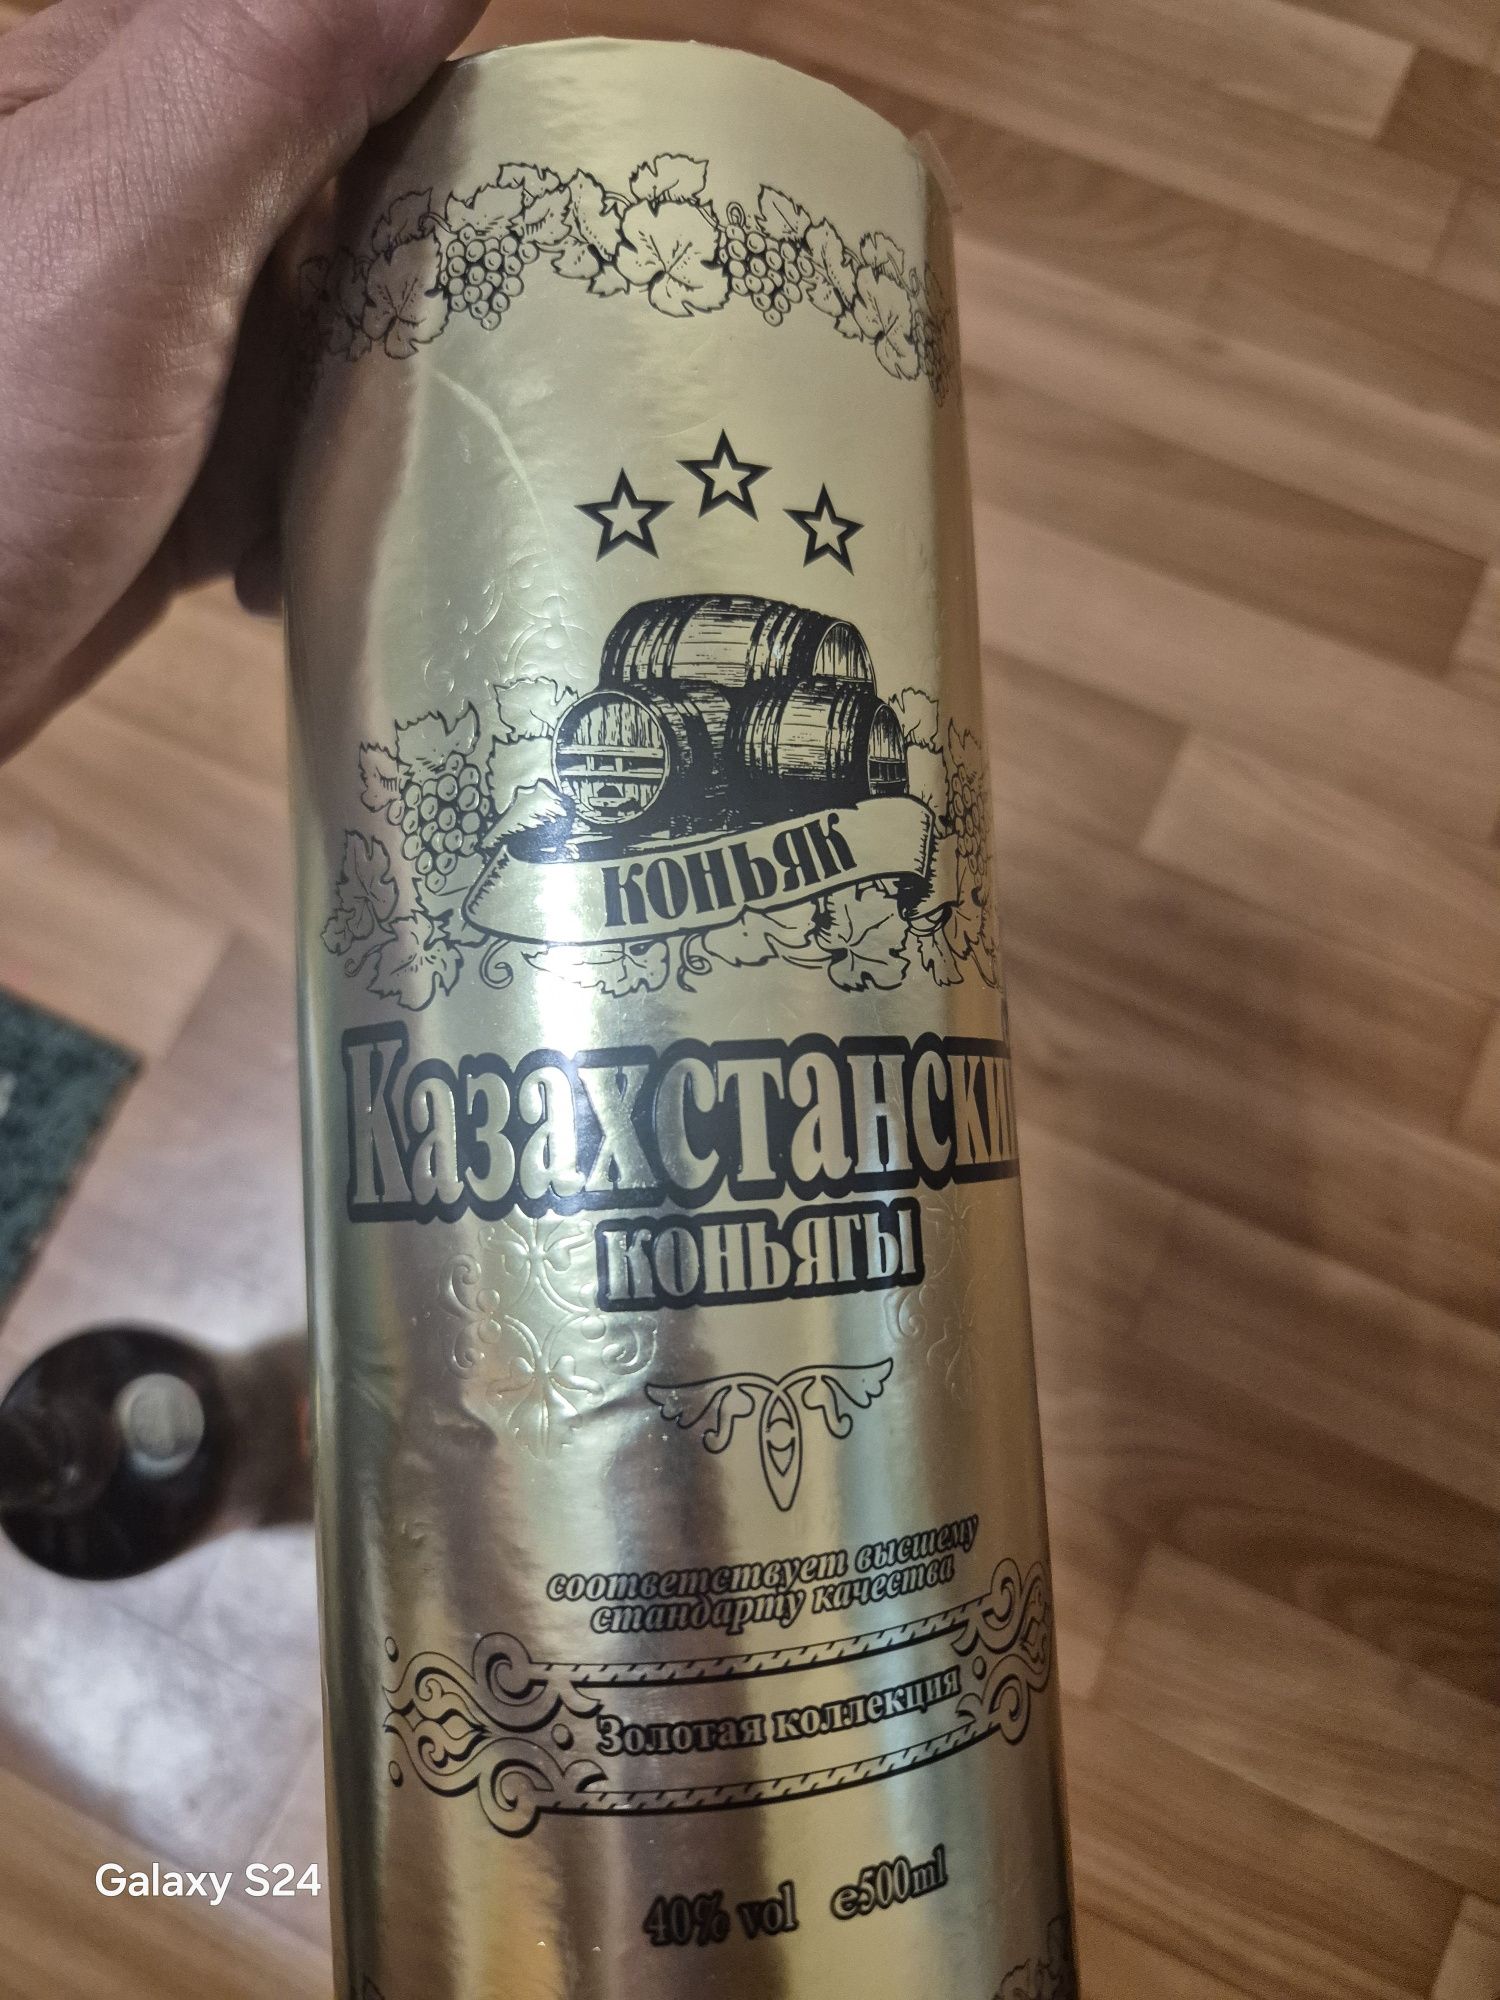 КОНЬЯК
Казахстанский
КОНЬЯГЫ
соответствует высшему
стандарту качества
Золотая коллекция
40% vol e500ml
Galaxy S24